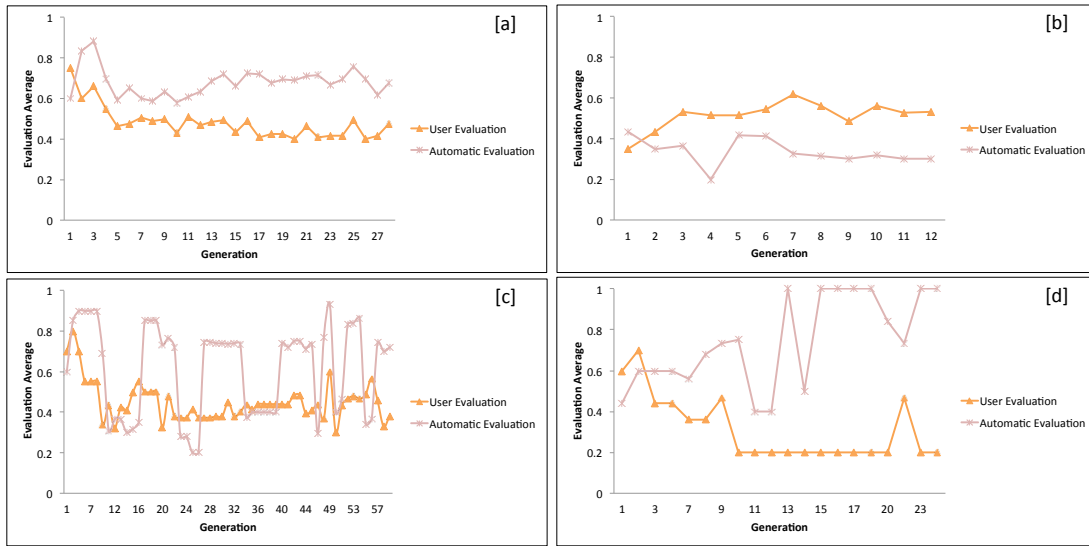 [a]
1
0.8
0.6
0.4
0.2
0
Evaluation Average
1 3 5 7 9 11 13 15 17 19 21 23 25 27
Generation
User Evaluation
Automatic Evaluation
[b]
1
0.8
0.6
0.4
0.2
0
Evaluation Average
1 2 3 4 5 6 7 8 9 10 11 12
Generation
User Evaluation
Automatic Evaluation
[c]
1
0.8
0.6
0.4
0.2
0
Evaluation Average
1 7 12 16 20 24 28 32 36 40 44 49 53 57
Generation
User Evaluation
Automatic Evaluation
[d]
1
0.8
0.6
0.4
0.2
0
Evaluation Average
1 3 7 9 11 13 17 20 23
Generation
User Evaluation
Automatic Evaluation